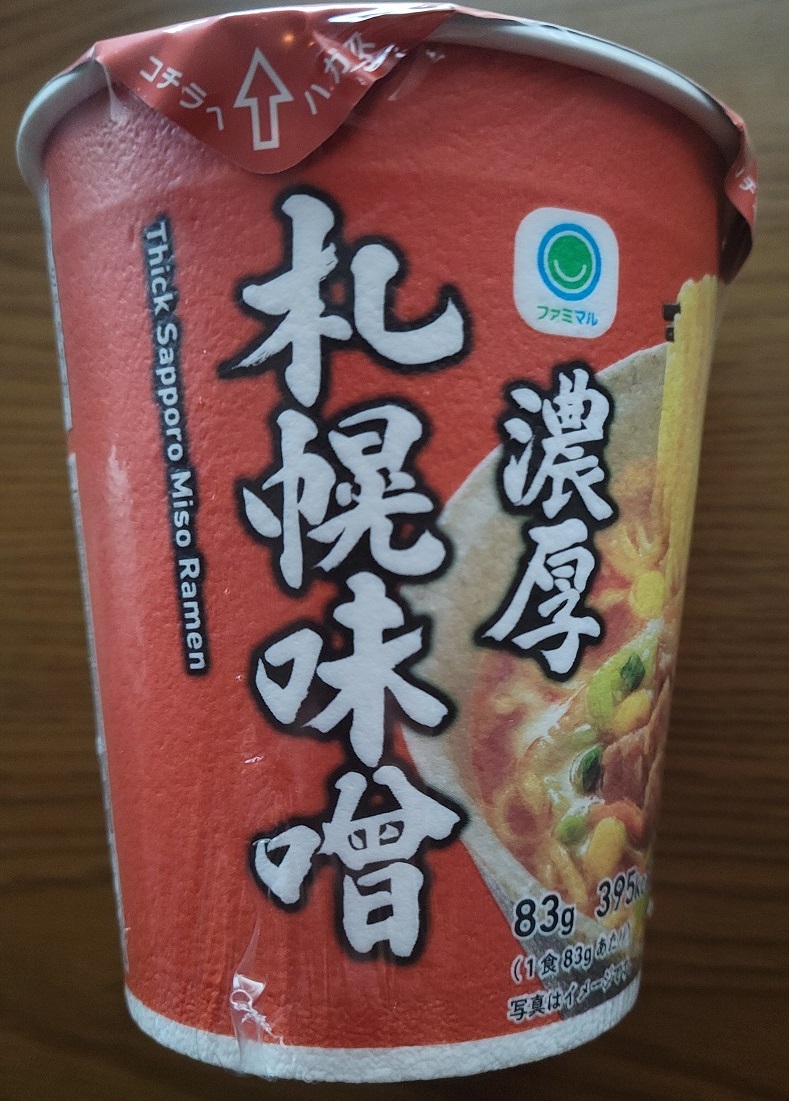 コチラ
ハガス
ファミマル
濃厚
札幌味噌
Thick Sapporo Miso Ramen
83g 395
(1食83gあたり)
写真はイメージです